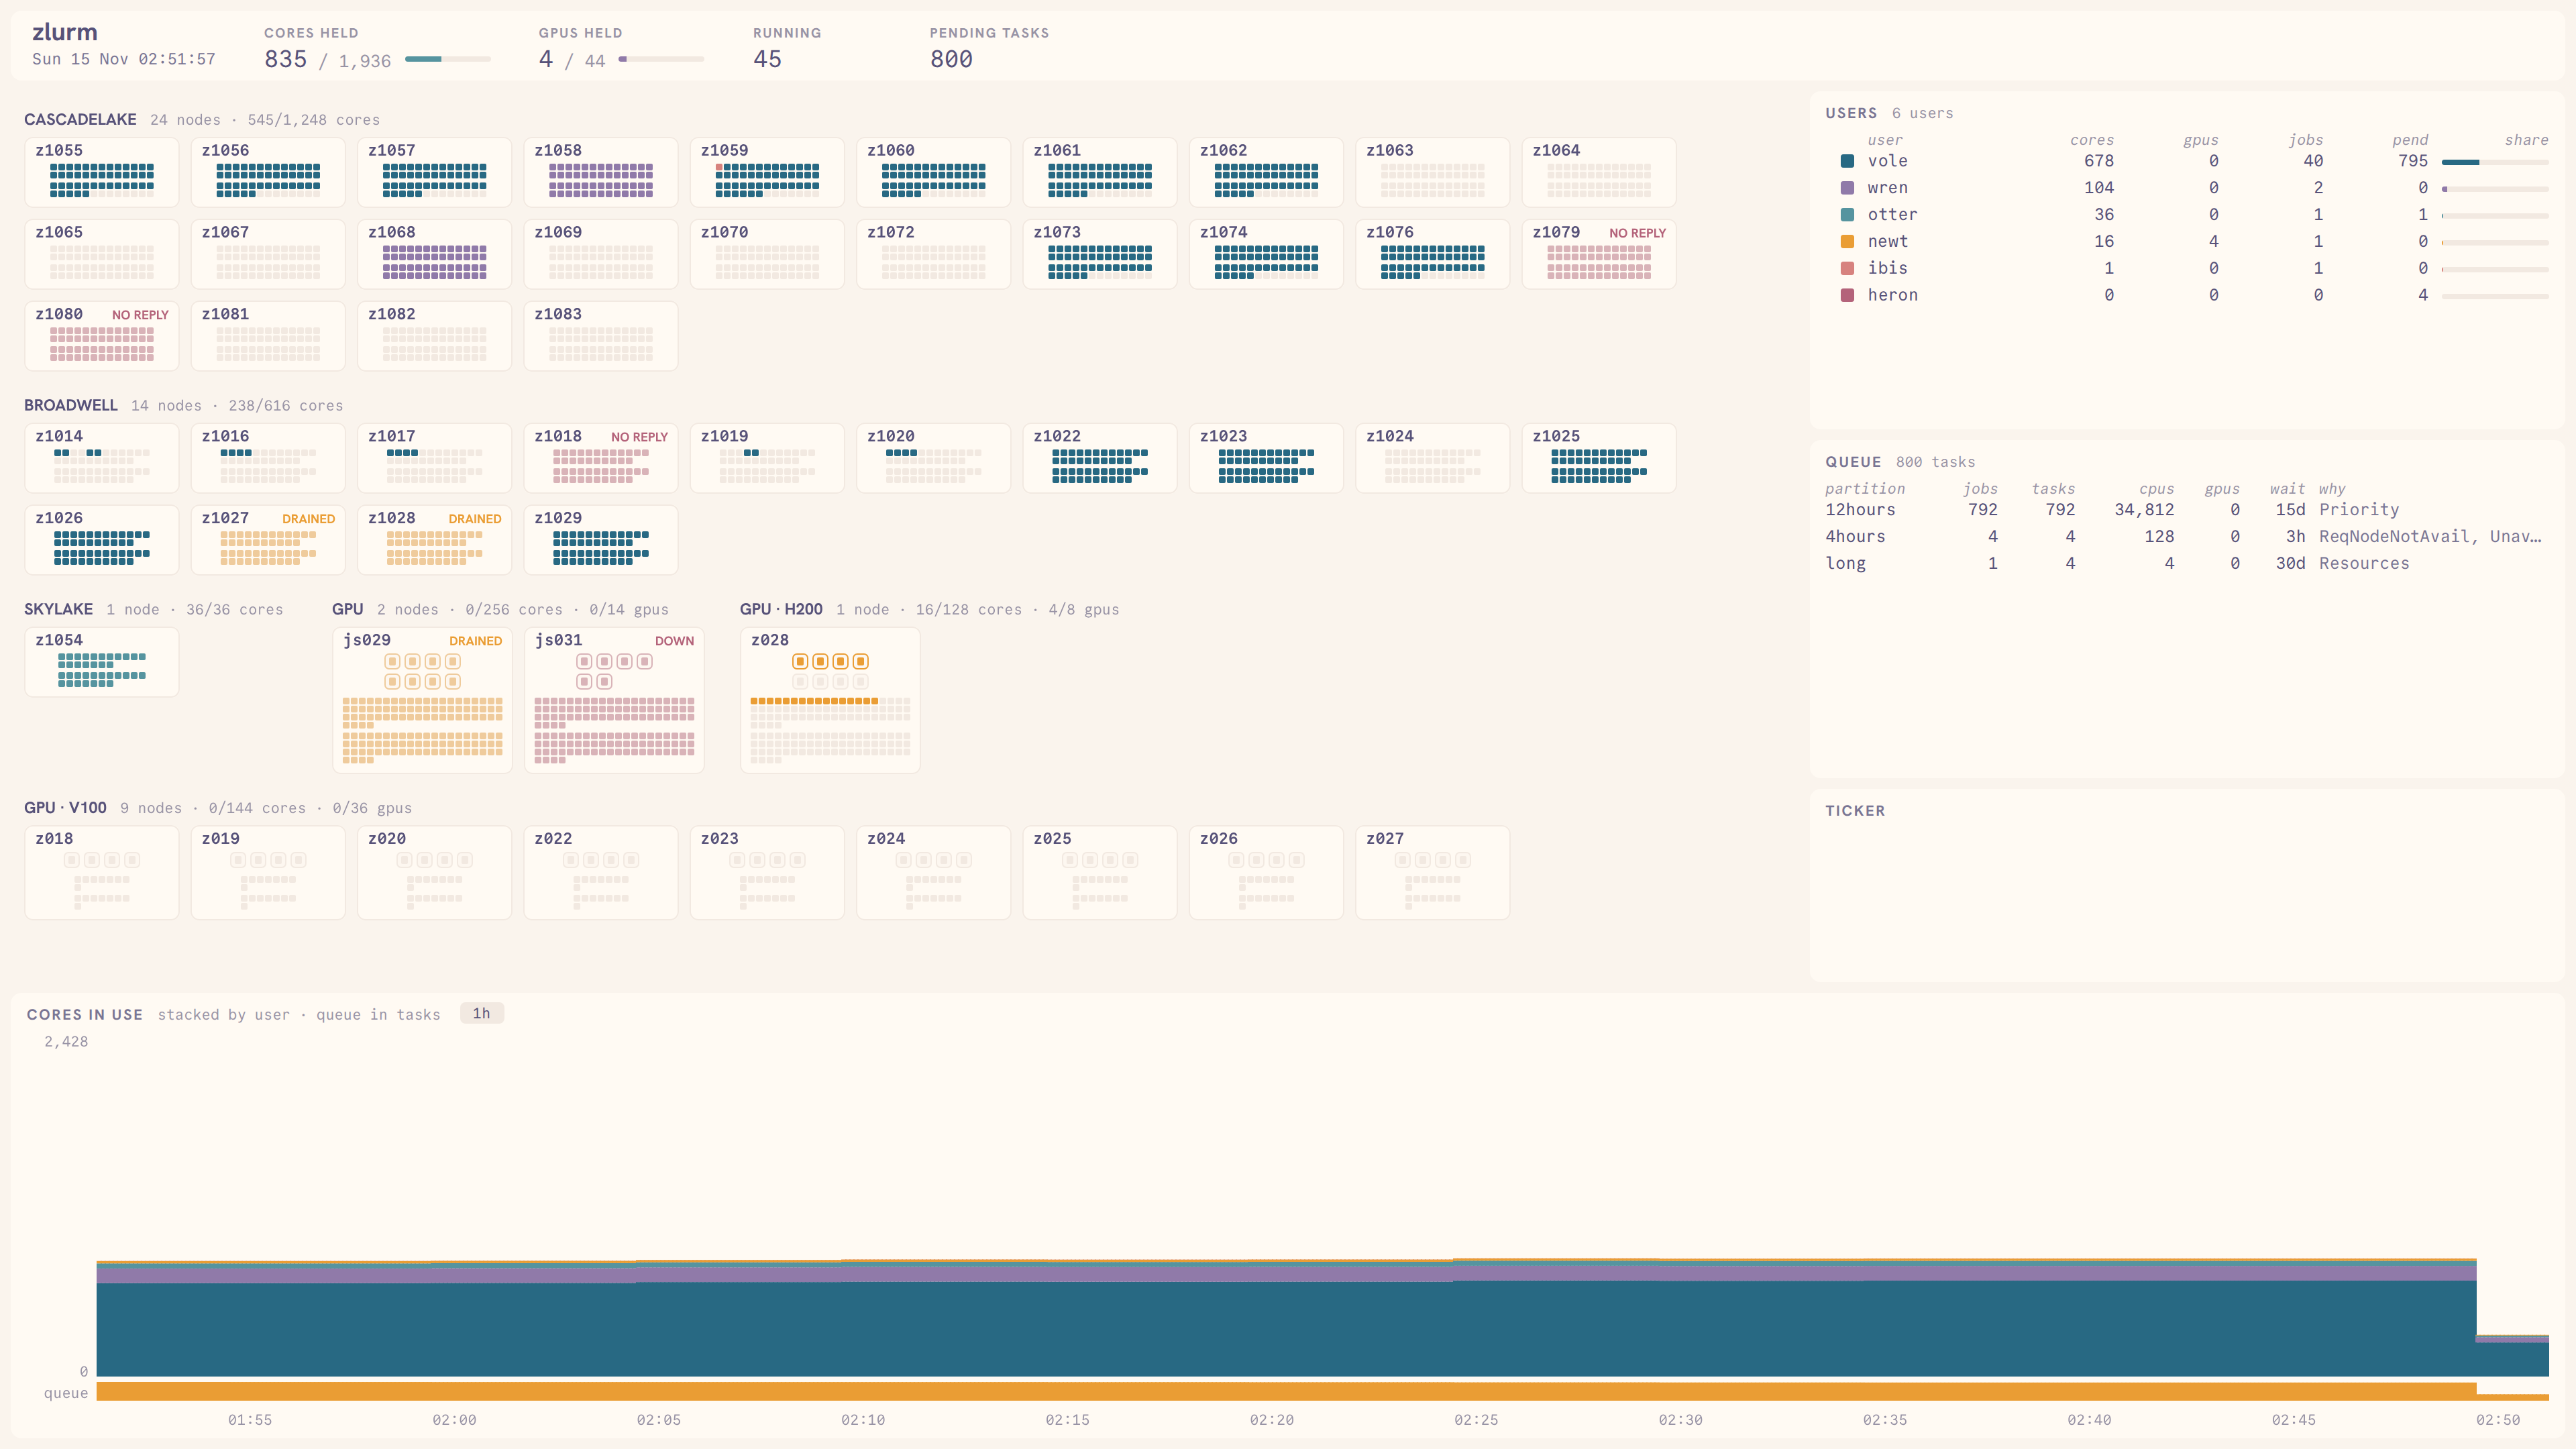 zlurm
Sun 15 Nov 02:51:57
CORES HELD
835 / 1,936
GPUS HELD
4 / 44
RUNNING
45
PENDING TASKS
800
CASCADELAKE 24 nodes · 545/1,248 cores
z1055 z1056 z1057 z1058 z1059 z1060 z1061 z1062 z1063 z1064
z1065 z1067 z1068 z1069 z1070 z1072 z1073 z1074 z1076 z1079 NO REPLY
z1080 NO REPLY z1081 z1082 z1083
BROADWELL 14 nodes · 238/616 cores
z1014 z1016 z1017 z1018 NO REPLY z1019 z1020 z1022 z1023 z1024 z1025
z1026 z1027 DRAINED z1028 DRAINED z1029
SKYLAKE 1 node · 36/36 cores
z1054
GPU 2 nodes · 0/256 cores · 0/14 gpus
js029 DRAINED js031 DOWN
GPU · H200 1 node · 16/128 cores · 4/8 gpus
z028
GPU · V100 9 nodes · 0/144 cores · 0/36 gpus
z018 z019 z020 z022 z023 z024 z025 z026 z027
USERS 6 users
user cores gpus jobs pend share
vole 678 0 40 795
wren 104 0 2 0
otter 36 0 1 1
newt 16 4 1 0
ibis 1 0 1 0
heron 0 0 0 4
QUEUE 800 tasks
partition jobs tasks cpus gpus wait why
12hours 792 792 34,812 0 15d Priority
4hours 4 4 128 0 3h ReqNodeNotAvail, Unav…
long 1 4 4 0 30d Resources
TICKER
CORES IN USE stacked by user · queue in tasks 1h
2,428
0
queue
01:55 02:00 02:05 02:10 02:15 02:20 02:25 02:30 02:35 02:40 02:45 02:50